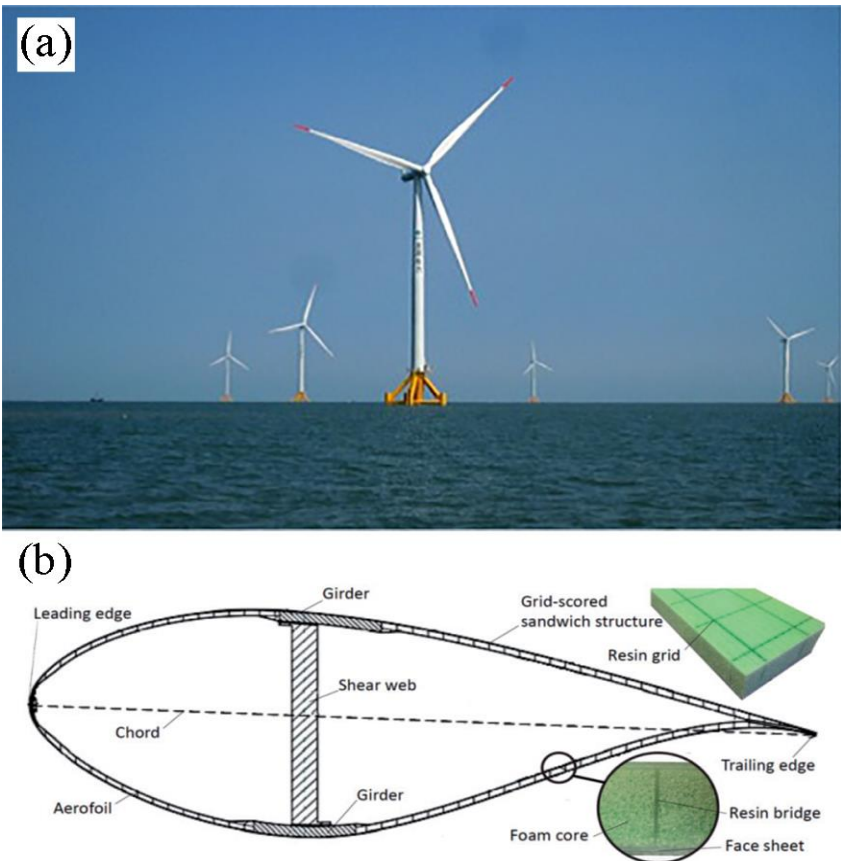 (a)
(b)
Girder
Leading edge
Grid-scored
sandwich structure
Resin grid
Shear web
Chord
Trailing edge
Girder
Aerofoil
Resin bridge
Foam core
Face sheet